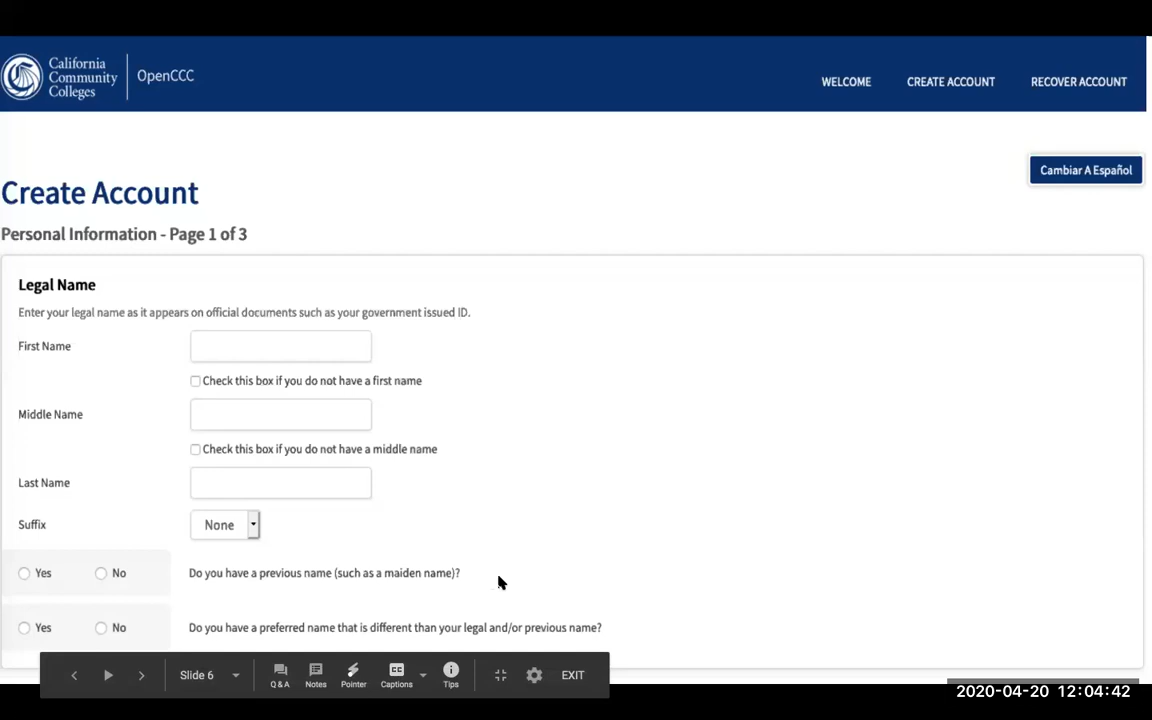 California
Community
Colleges
OpenCCC
WELCOME
CREATE ACCOUNT
RECOVER ACCOUNT
Cambiar A Español
Create Account
Personal Information - Page 1 of 3
Legal Name
Enter your legal name as it appears on official documents such as your government issued ID.
First Name
Check this box if you do not have a first name
Middle Name
Check this box if you do not have a middle name
Last Name
Suffix
None
Yes No Do you have a previous name (such as a maiden name)?
Yes No Do you have a preferred name that is different than your legal and/or previous name?
Slide 6
Q & A
Notes
Pointer
CC
Captions
Tips
EXIT
2020-04-20 12:04:42